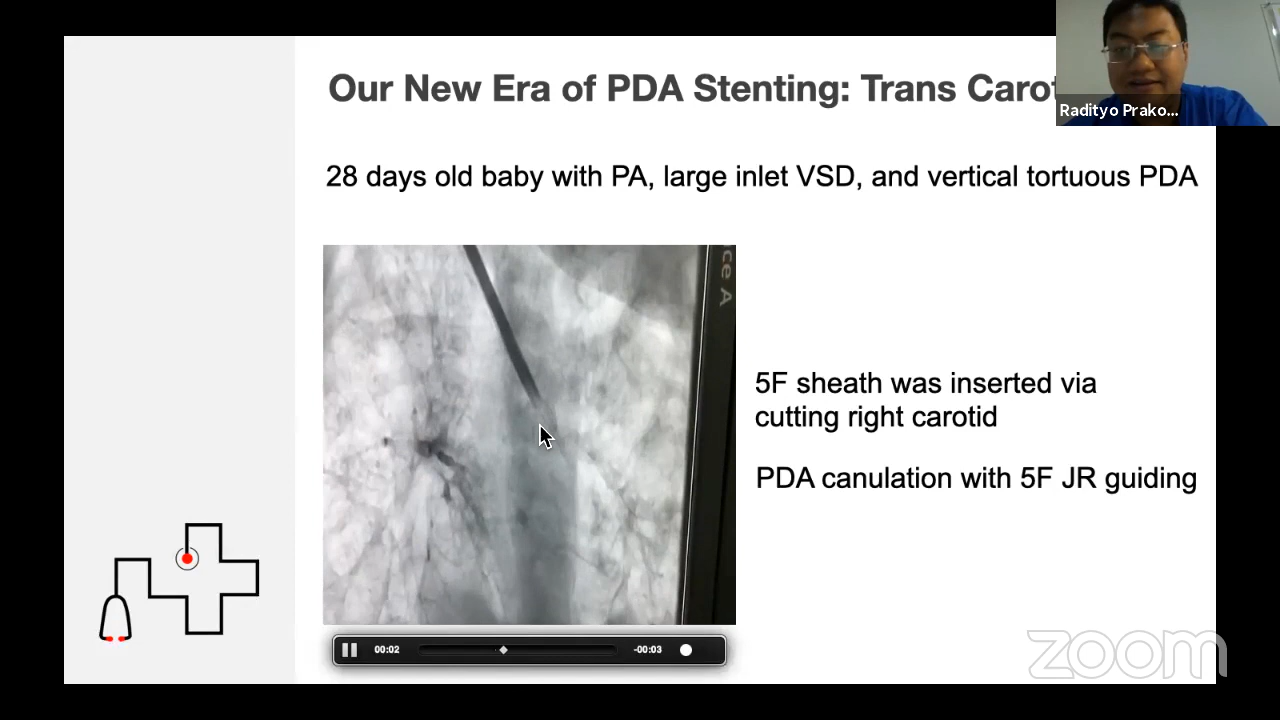 Our New Era of PDA Stenting: Trans Carot
Radityo Prako...
28 days old baby with PA, large inlet VSD, and vertical tortuous PDA
ce A
5F sheath was inserted via
cutting right carotid
PDA canulation with 5F JR guiding
00:02
-00:03
zoom